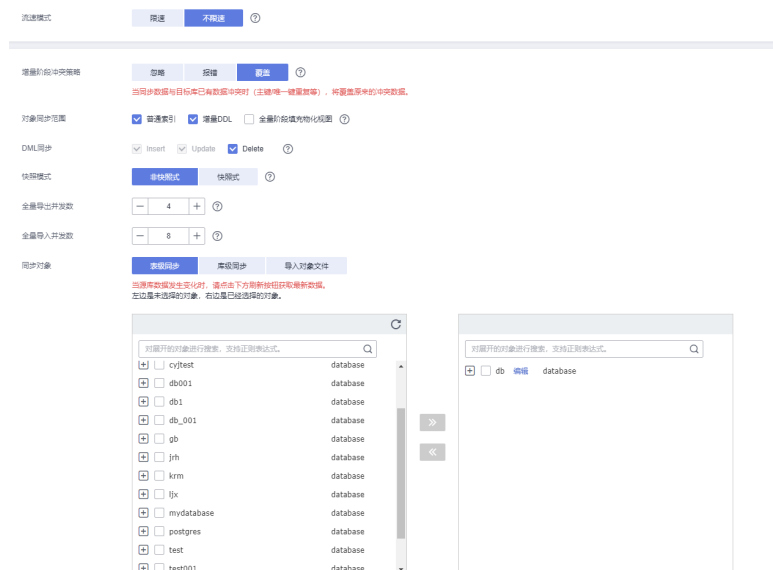 流速模式 限速 不限速
增量阶段冲突策略 忽略 报错 覆盖
当同步数据与目标库已有数据冲突时（主键/唯一键重复等），将覆盖原来的冲突数据。
对象同步范围 普通索引 增量DDL 全量阶段填充物化视图
DML同步 Insert Update Delete
快照模式 非快照式 快照式
全量导出并发数 4
全量导入并发数 8
同步对象 表级同步 库级同步 导入对象文件
当源库数据发生变化时，请点击下方刷新按钮获取最新数据。
左边是未选择的对象，右边是已经选择的对象。
对展开的对象进行搜索，支持正则表达式。 对展开的对象进行搜索，支持正则表达式。
cyjtest database
db 编辑 database
db001 database
db1 database
db_001 database
gb database
jrh database
krm database
ljx database
mydatabase database
postgres database
test database
test001 database